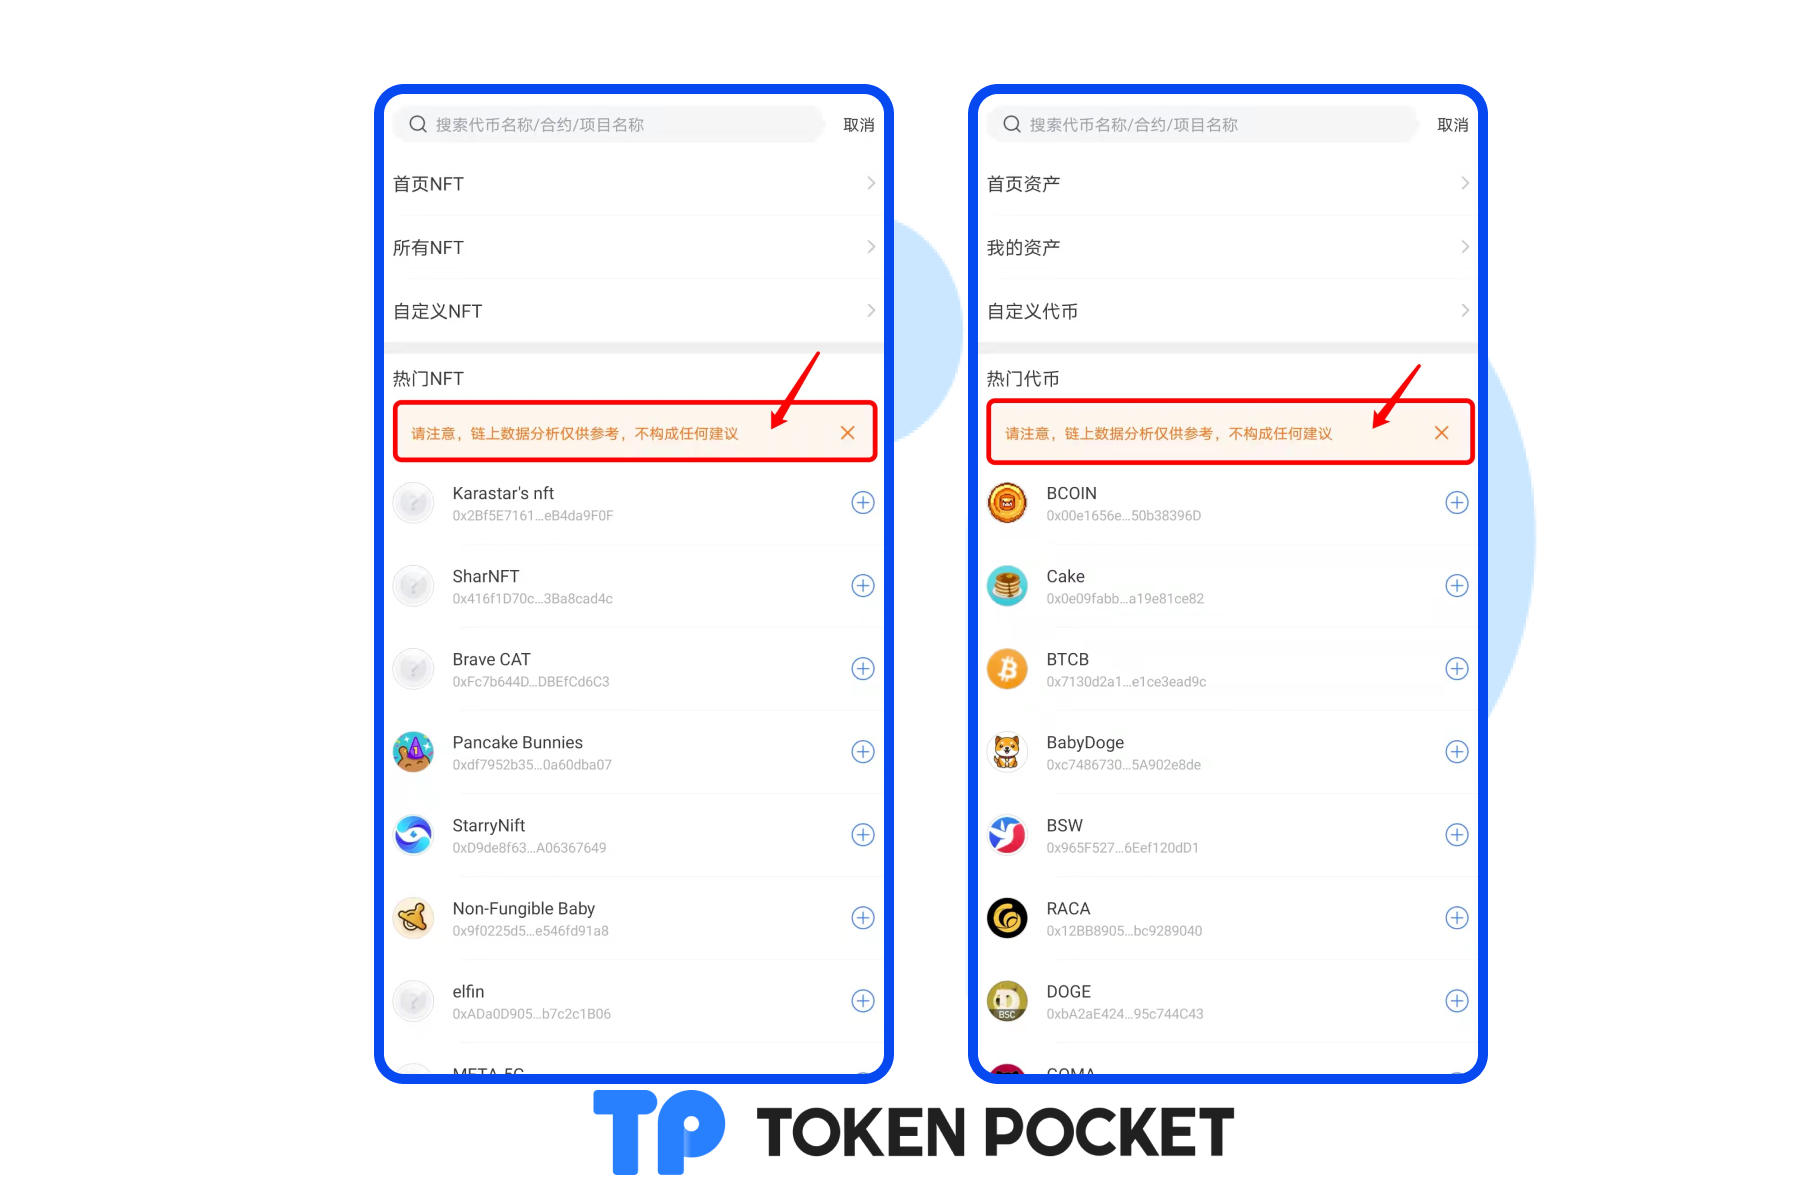 搜索代币名称/合约/项目名称 取消
首页NFT
所有NFT
自定义NFT
热门NFT
请注意，链上数据分析仅供参考，不构成任何建议
Karastar's nft
0x2Bf5E7161...eB4da9F0F
SharNFT
0x416f1D70c...3Ba8cad4c
Brave CAT
0xFc7b644D...DBEfCd6C3
Pancake Bunnies
0xdf7952b35...0a60dba07
StarryNift
0xD9de8f63...A06367649
Non-Fungible Baby
0x9f0225d5...e546fd91a8
elfin
0xADa0D905...b7c2c1B06
搜索代币名称/合约/项目名称 取消
首页资产
我的资产
自定义代币
热门代币
请注意，链上数据分析仅供参考，不构成任何建议
BCOIN
0x00e1656e...50b38396D
Cake
0x0e09fabb...a19e81ce82
BTCB
0x7130d2a1...e1ce3ead9c
BabyDoge
0xc7486730...5A902e8de
BSW
0x965F527...6Eef120dD1
RACA
0x12BB8905...bc9289040
DOGE
0xbA2aE424...95c744C43
BSC
TP TOKEN POCKET